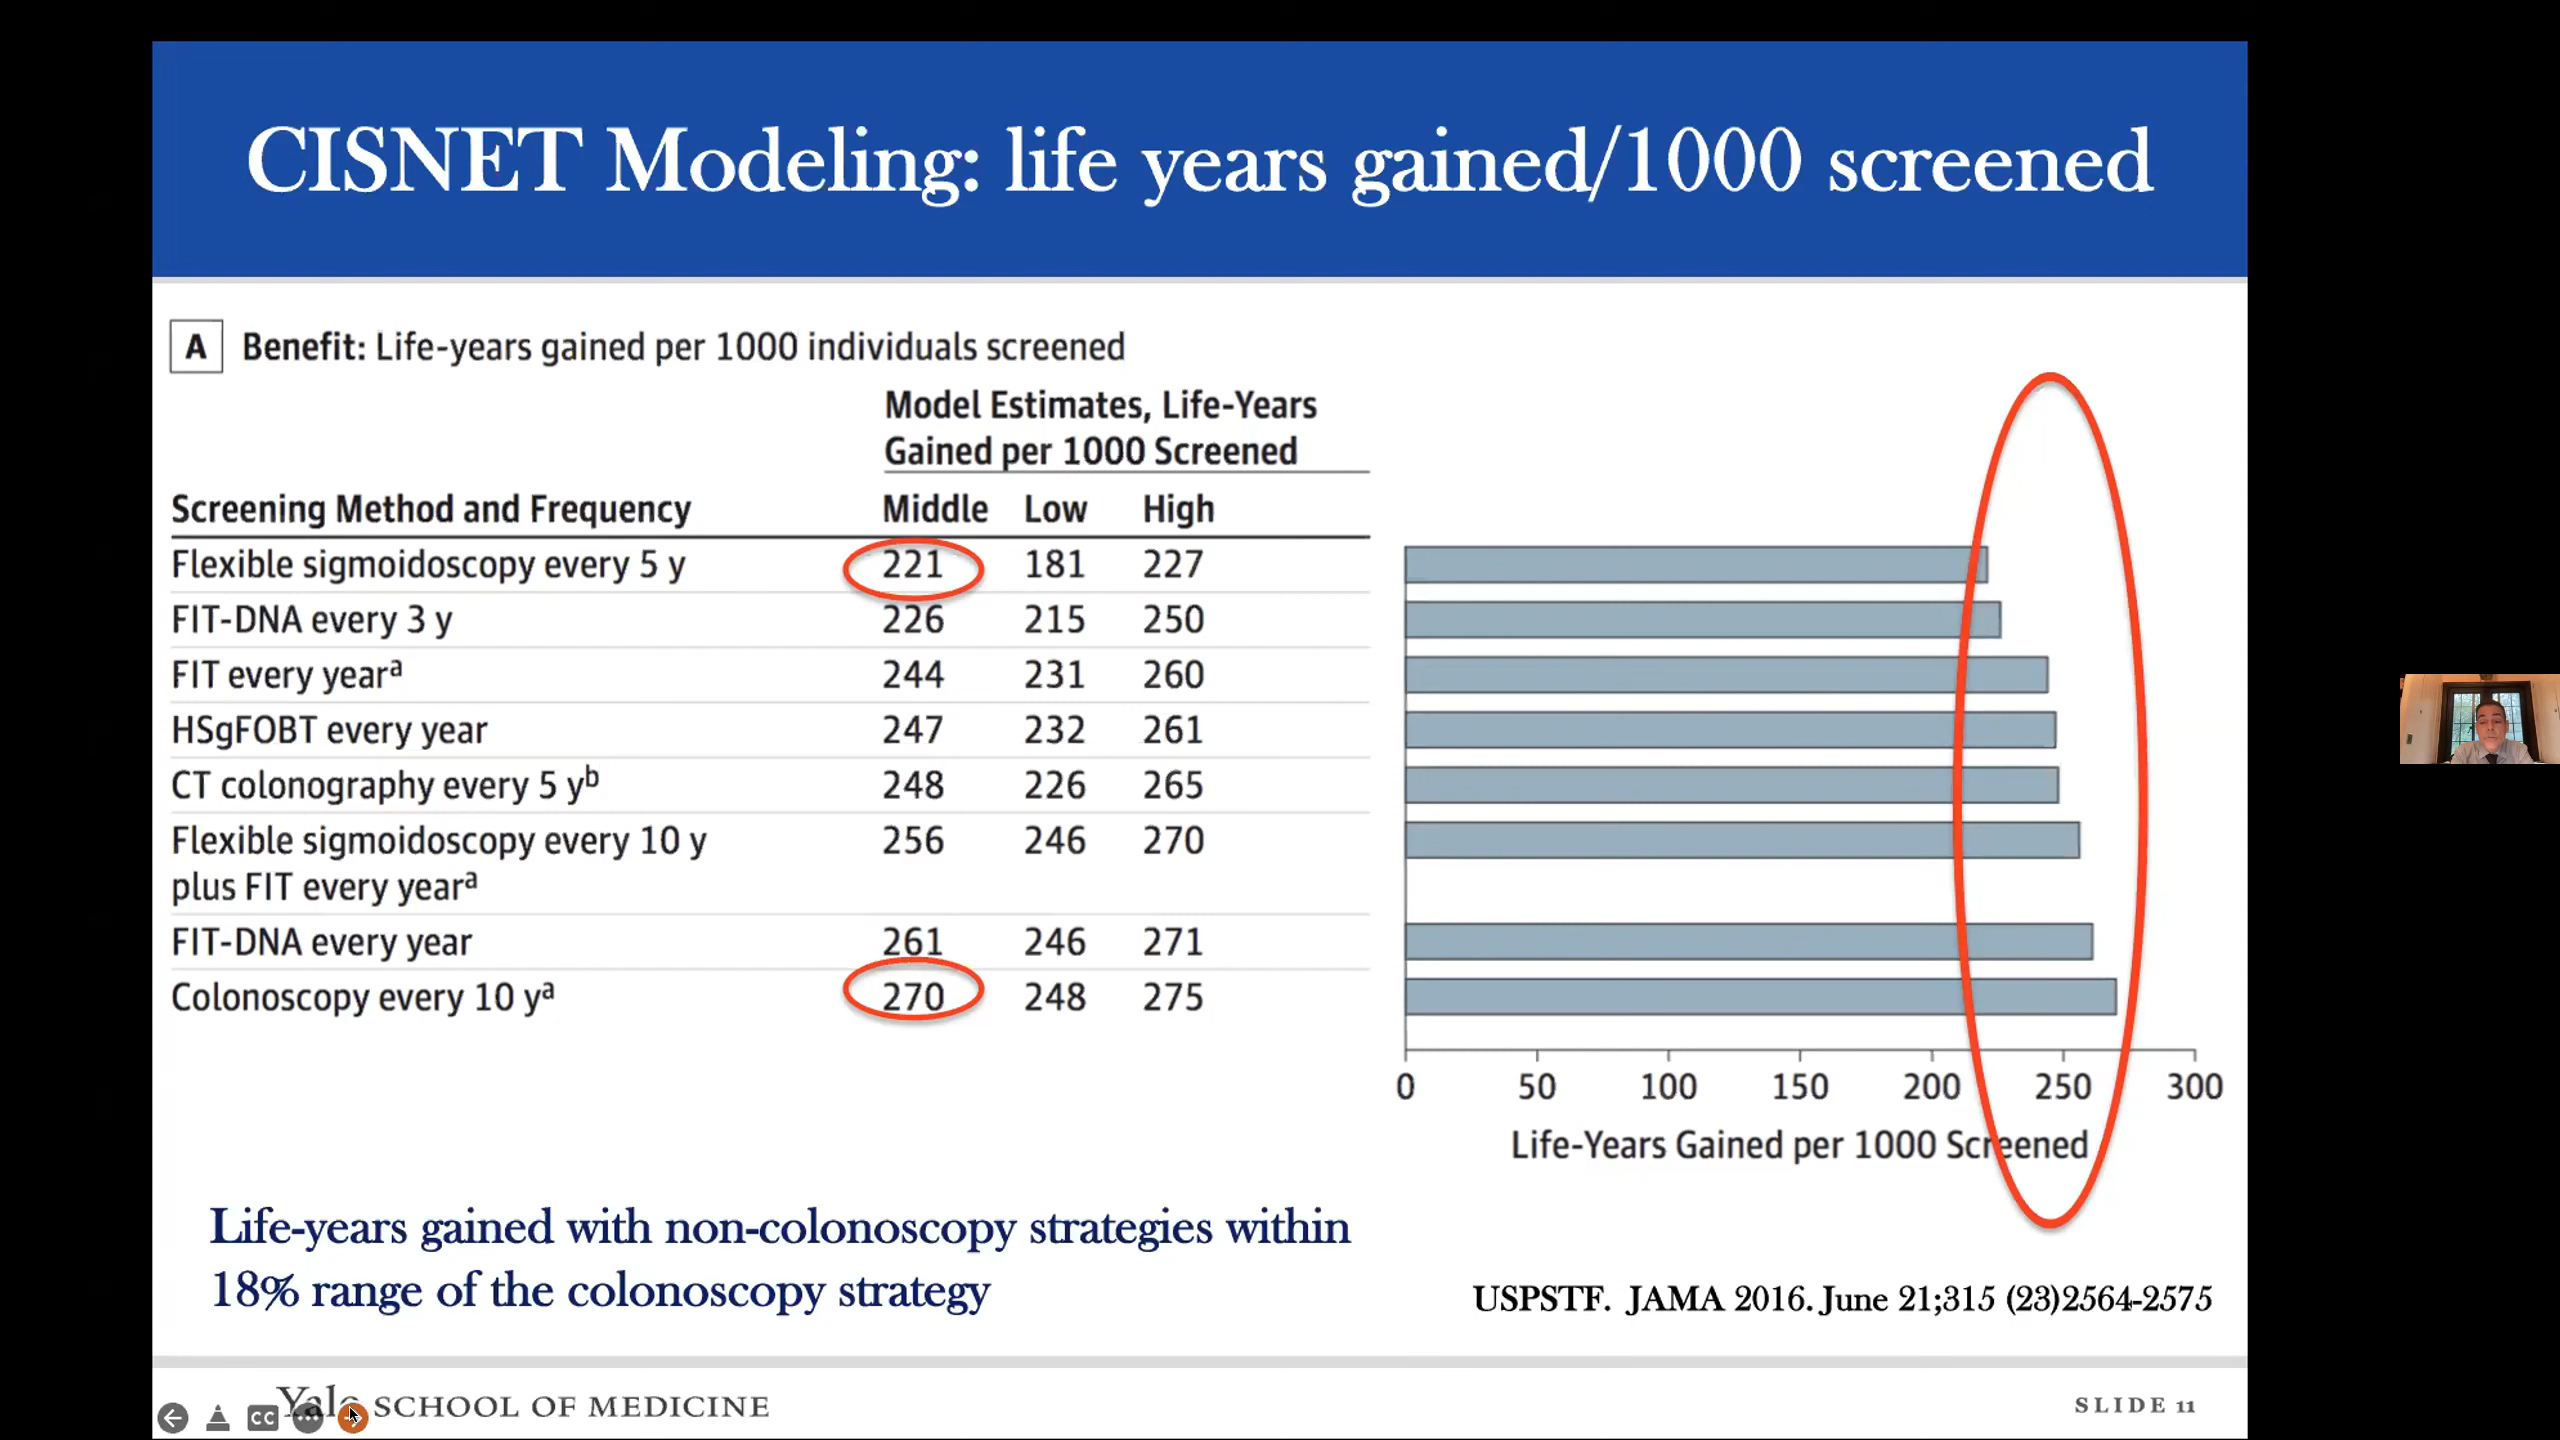 CISNET Modeling: life years gained/1000 screened
A Benefit: Life-years gained per 1000 individuals screened
Model Estimates, Life-Years
Gained per 1000 Screened
Screening Method and Frequency Middle Low High
Flexible sigmoidoscopy every 5 y 221 181 227
FIT-DNA every 3 y 226 215 250
FIT every yearᵃ 244 231 260
HSgFOBT every year 247 232 261
CT colonography every 5 yᵇ 248 226 265
Flexible sigmoidoscopy every 10 y 256 246 270
plus FIT every yearᵃ
FIT-DNA every year 261 246 271
Colonoscopy every 10 yᵃ 270 248 275
0 50 100 150 200 250 300
Life-Years Gained per 1000 Screened
Life-years gained with non-colonoscopy strategies within
18% range of the colonoscopy strategy
USPSTF. JAMA 2016. June 21;315 (23)2564-2575
CC
Yale SCHOOL OF MEDICINE
SLIDE 11